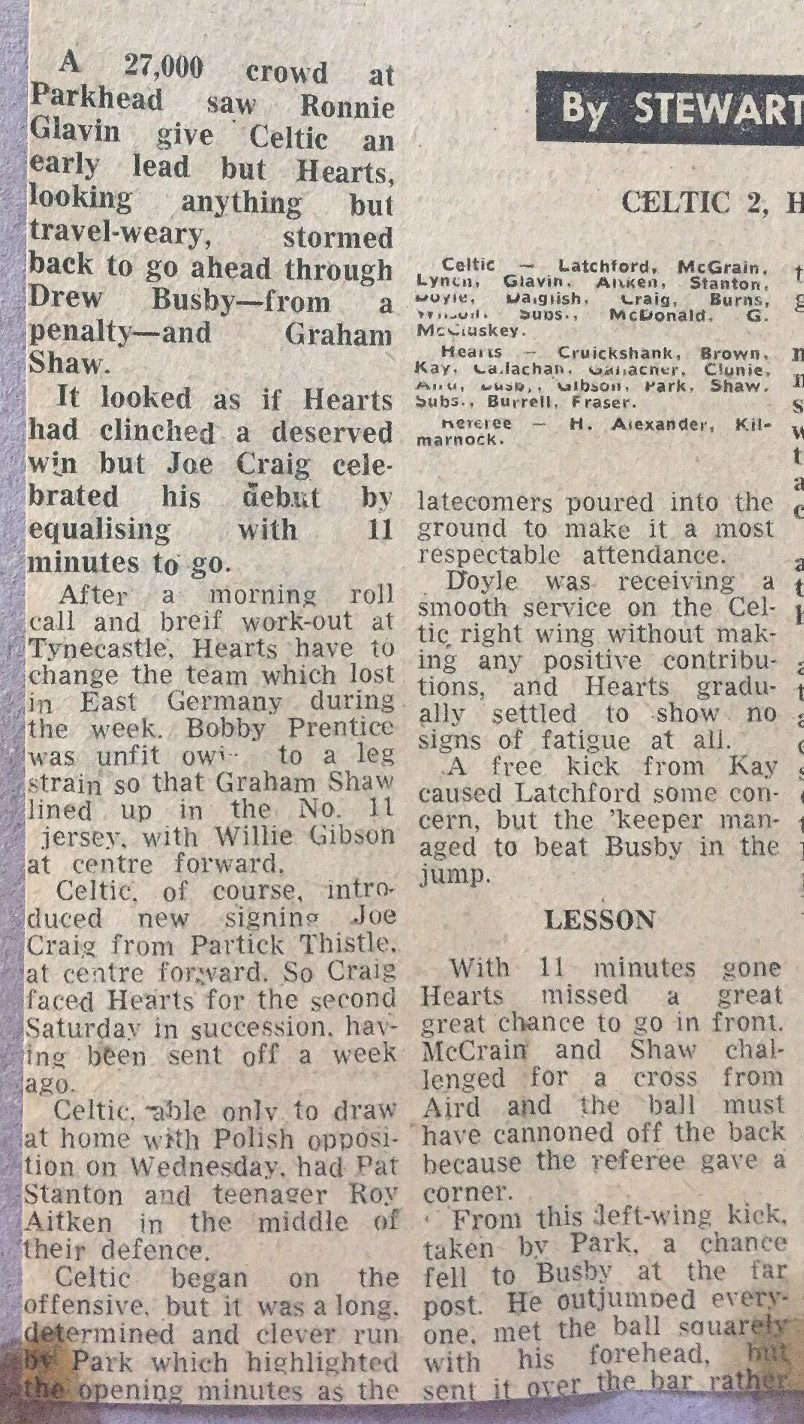 A 27,000 crowd at
Parkhead saw Ronnie
Glavin give Celtic an
early lead but Hearts,
looking anything but
travel-weary, stormed
back to go ahead through
Drew Busby—from a
penalty—and Graham
Shaw.
It looked as if Hearts
had clinched a deserved
win but Joe Craig cele-
brated his debut by
equalising with 11
minutes to go.
After a morning roll
call and breif work-out at
Tynecastle, Hearts have to
change the team which lost
in East Germany during
the week. Bobby Prentice
was unfit to a leg
strain so that Graham Shaw
lined up in the No. 11
jersey, with Willie Gibson
at centre forward.
Celtic, of course, intro-
duced new signing Joe
Craig from Partick Thistle,
at centre forward. So Craig
faced Hearts for the second
Saturday in succession, hav-
ing been sent off a week
ago.
Celtic, able only to draw
at home with Polish opposi-
tion on Wednesday, had Pat
Stanton and teenager Roy
Aitken in the middle of
their defence.
Celtic began on the
offensive, but it was a long,
determined and clever run
by Park which highlighted
the opening minutes as the
By STEWART
CELTIC 2, H
Celtic — Latchford, McGrain,
Lynch, Glavin, Aitken, Stanton,
Doyle, Dalglish, Craig, Burns,
Subs., McDonald, G.
McCluskey.
Hearts — Cruickshank, Brown,
Kay, Callachan, Gallacher, Clunie,
Aird, Busby, Gibson, Park, Shaw.
Subs., Burrell, Fraser.
Referee — H. Alexander, Kil-
marnock.
latecomers poured into the
ground to make it a most
respectable attendance.
Doyle was receiving a
smooth service on the Cel-
tic right wing without mak-
ing any positive contribu-
tions, and Hearts gradu-
ally settled to show no
signs of fatigue at all.
A free kick from Kay
caused Latchford some con-
cern, but the 'keeper man-
aged to beat Busby in the
jump.
LESSON
With 11 minutes gone
Hearts missed a great
great chance to go in front.
McCrain and Shaw chal-
lenged for a cross from
Aird and the ball must
have cannoned off the back
because the referee gave a
corner.
From this left-wing kick,
taken by Park, a chance
fell to Busby at the far
post. He outjumped every-
one, met the ball squarely
with his forehead, but
sent it over the bar rather